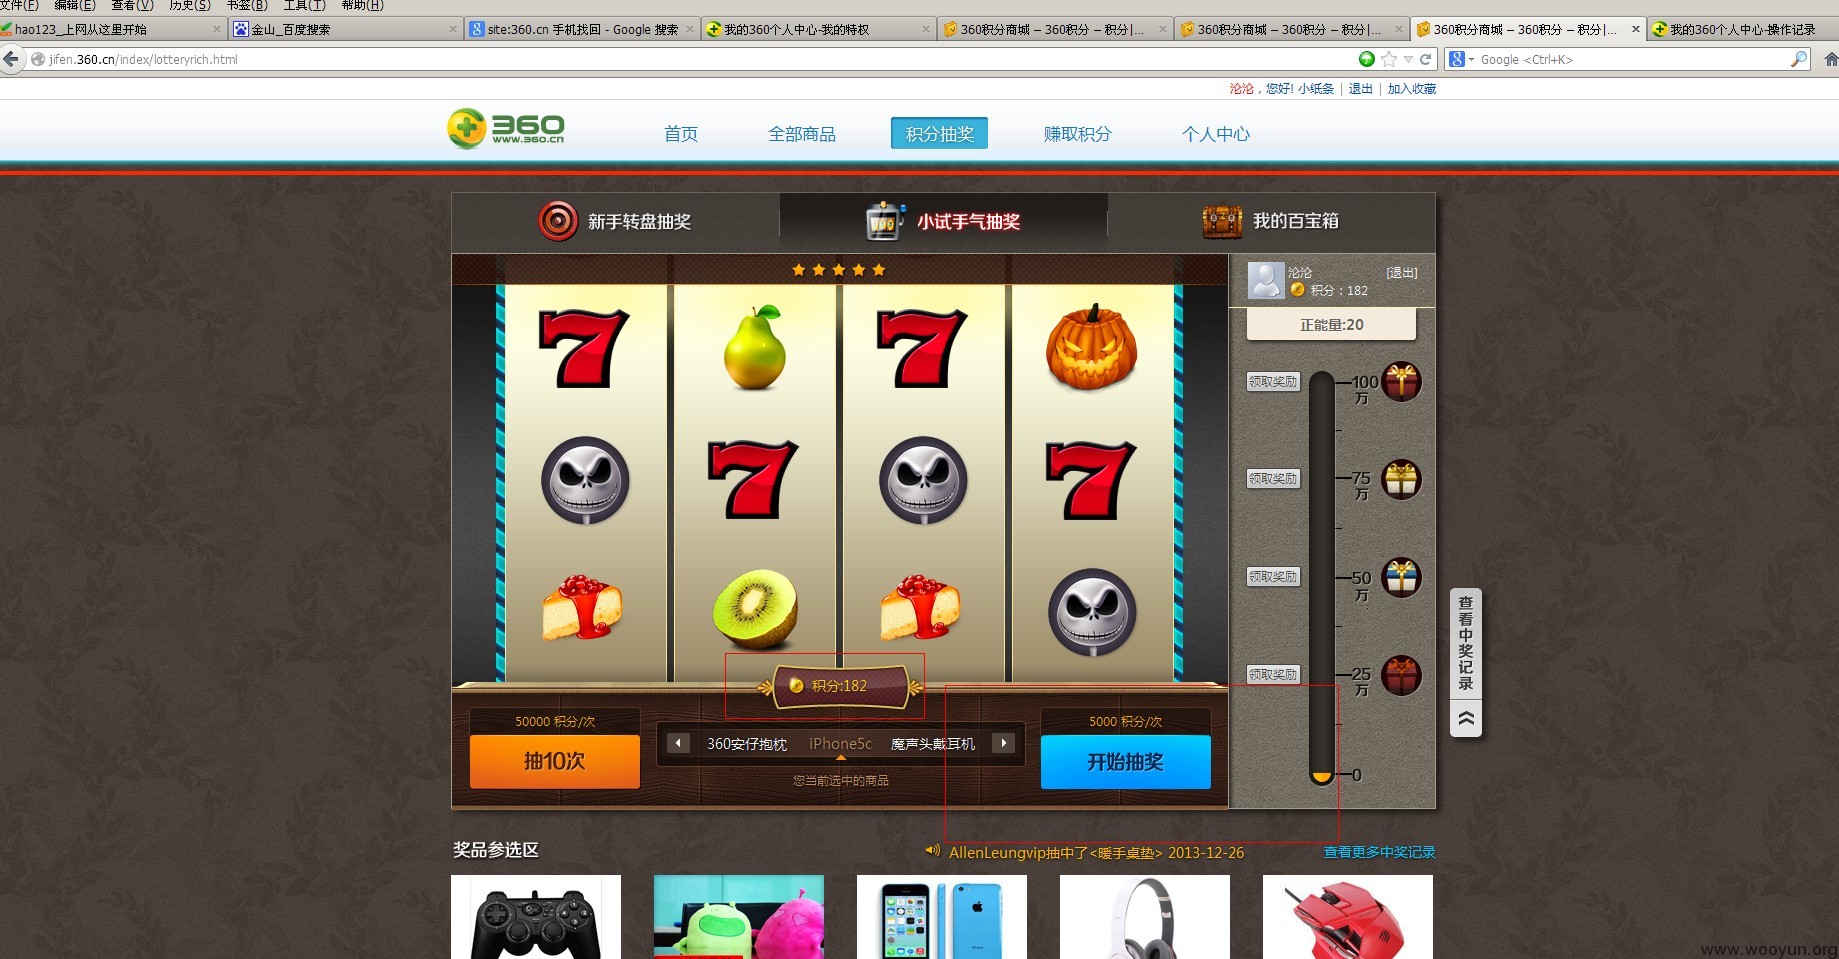 文件(F) 编辑(E) 查看(V) 历史(S) 书签(B) 工具(T) 帮助(H)
hao123_上网从这里开始 金山_百度搜索 site:360.cn 手机找回 - Google 搜索 我的360个人中心-我的特权 360积分商城 – 360积分 – 积分|... 360积分商城 – 360积分 – 积分|... 360积分商城 – 360积分 – 积分|... 我的360个人中心-操作记录
jifen.360.cn/index/lotteryrich.html Google <Ctrl+K>
沦沦，您好! 小纸条 | 退出 | 加入收藏
360
www.360.cn
首页 全部商品 积分抽奖 赚取积分 个人中心
新手转盘抽奖 小试手气抽奖 我的百宝箱
沦沦 [退出]
积分：182
正能量:20
领取奖励 100万
领取奖励 75万
领取奖励 50万
领取奖励 25万
0
查看中奖记录
积分:182
50000 积分/次
抽10次
360安仔抱枕 iPhone5c 魔声头戴耳机
您当前选中的商品
5000 积分/次
开始抽奖
奖品参选区
AllenLeungvip抽中了<暖手桌垫> 2013-12-26
查看更多中奖记录
www.wooyun.org